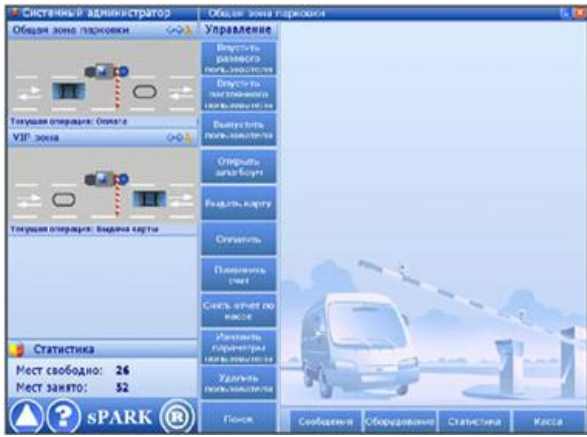 Системный администратор
Общая зона парковки
Общая зона парковки
Управление
Впустить
разового
пользователя
Впустить
постоянного
пользователя
Текущая операция: Оплата
Выпустить
пользователя
VIP зона
Открыть
шлагбаум
Выдать карту
Текущая операция: Выдача карты
Оплатить
Пополнить
счет
Снять отчет по
кассе
Изменить
параметры
пользователя
Статистика
Мест свободно: 26
Мест занято: 52
Удалить
пользователя
sPARK ®
Поиск
Сообщения
Оборудование
Статистика
Касса